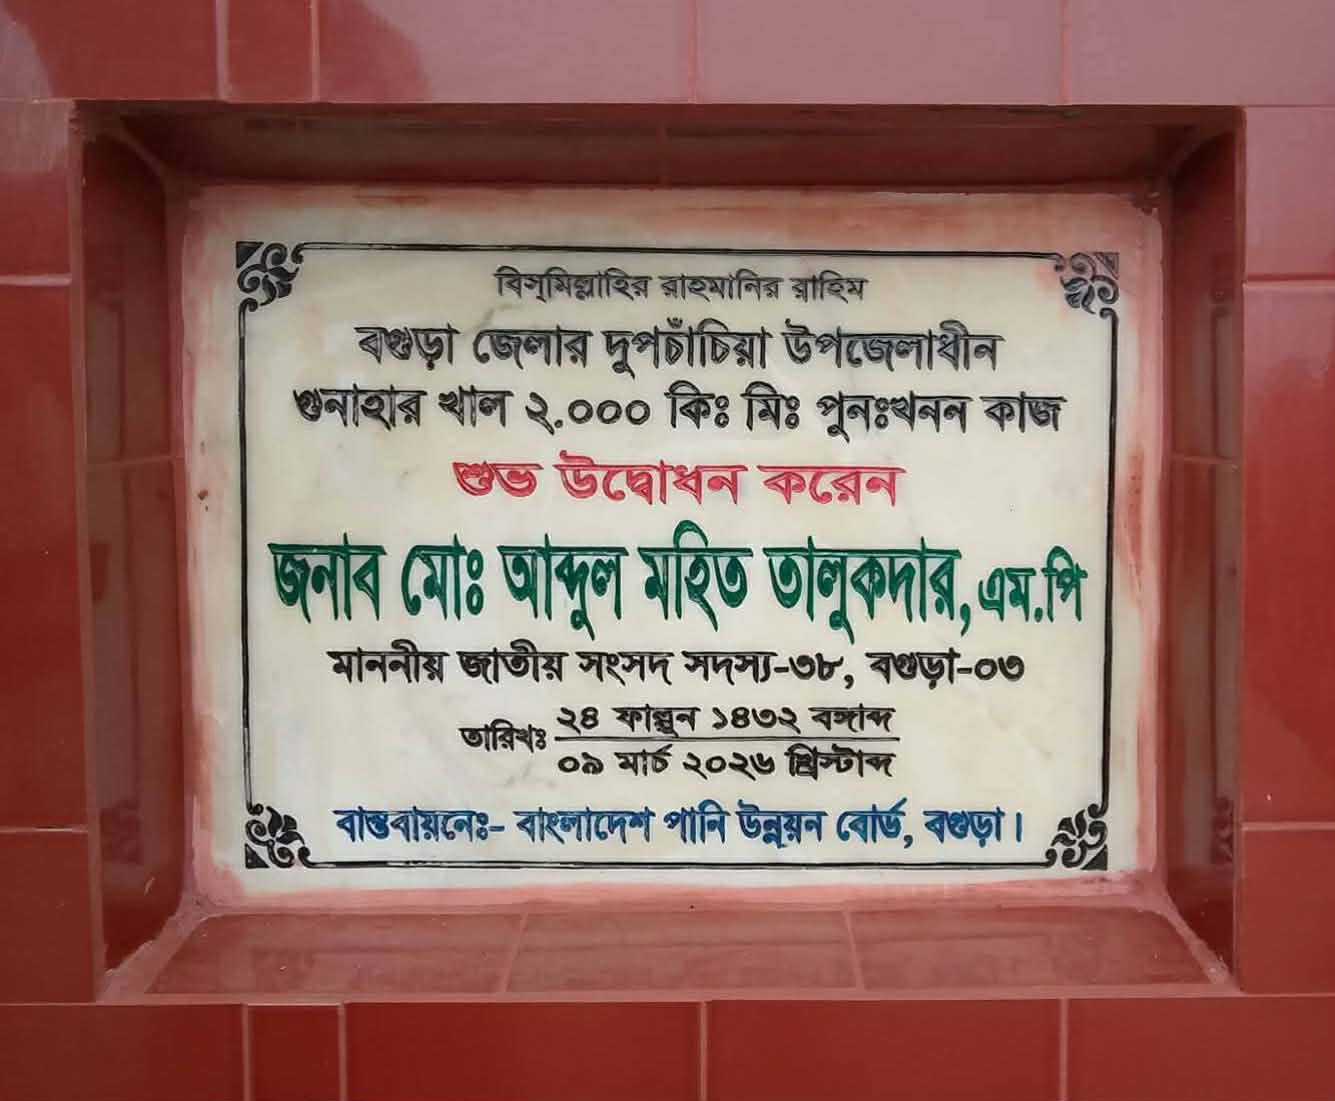 বিস্‌মিল্লাহির রাহমানির রাহিম
বগুড়া জেলার দুপচাঁচিয়া উপজেলাধীন
গুনাহার খাল ২.০০০ কিঃ মিঃ পুনঃখনন কাজ
শুভ উদ্বোধন করেন
জনাব মোঃ আব্দুল মহিত তালুকদার, এম.পি
মাননীয় জাতীয় সংসদ সদস্য-৩৮, বগুড়া-০৩
তারিখঃ ২৪ ফাল্গুন ১৪৩২ বঙ্গাব্দ
০৯ মার্চ ২০২৬ খ্রিস্টাব্দ
বাস্তবায়নেঃ- বাংলাদেশ পানি উন্নয়ন বোর্ড, বগুড়া।